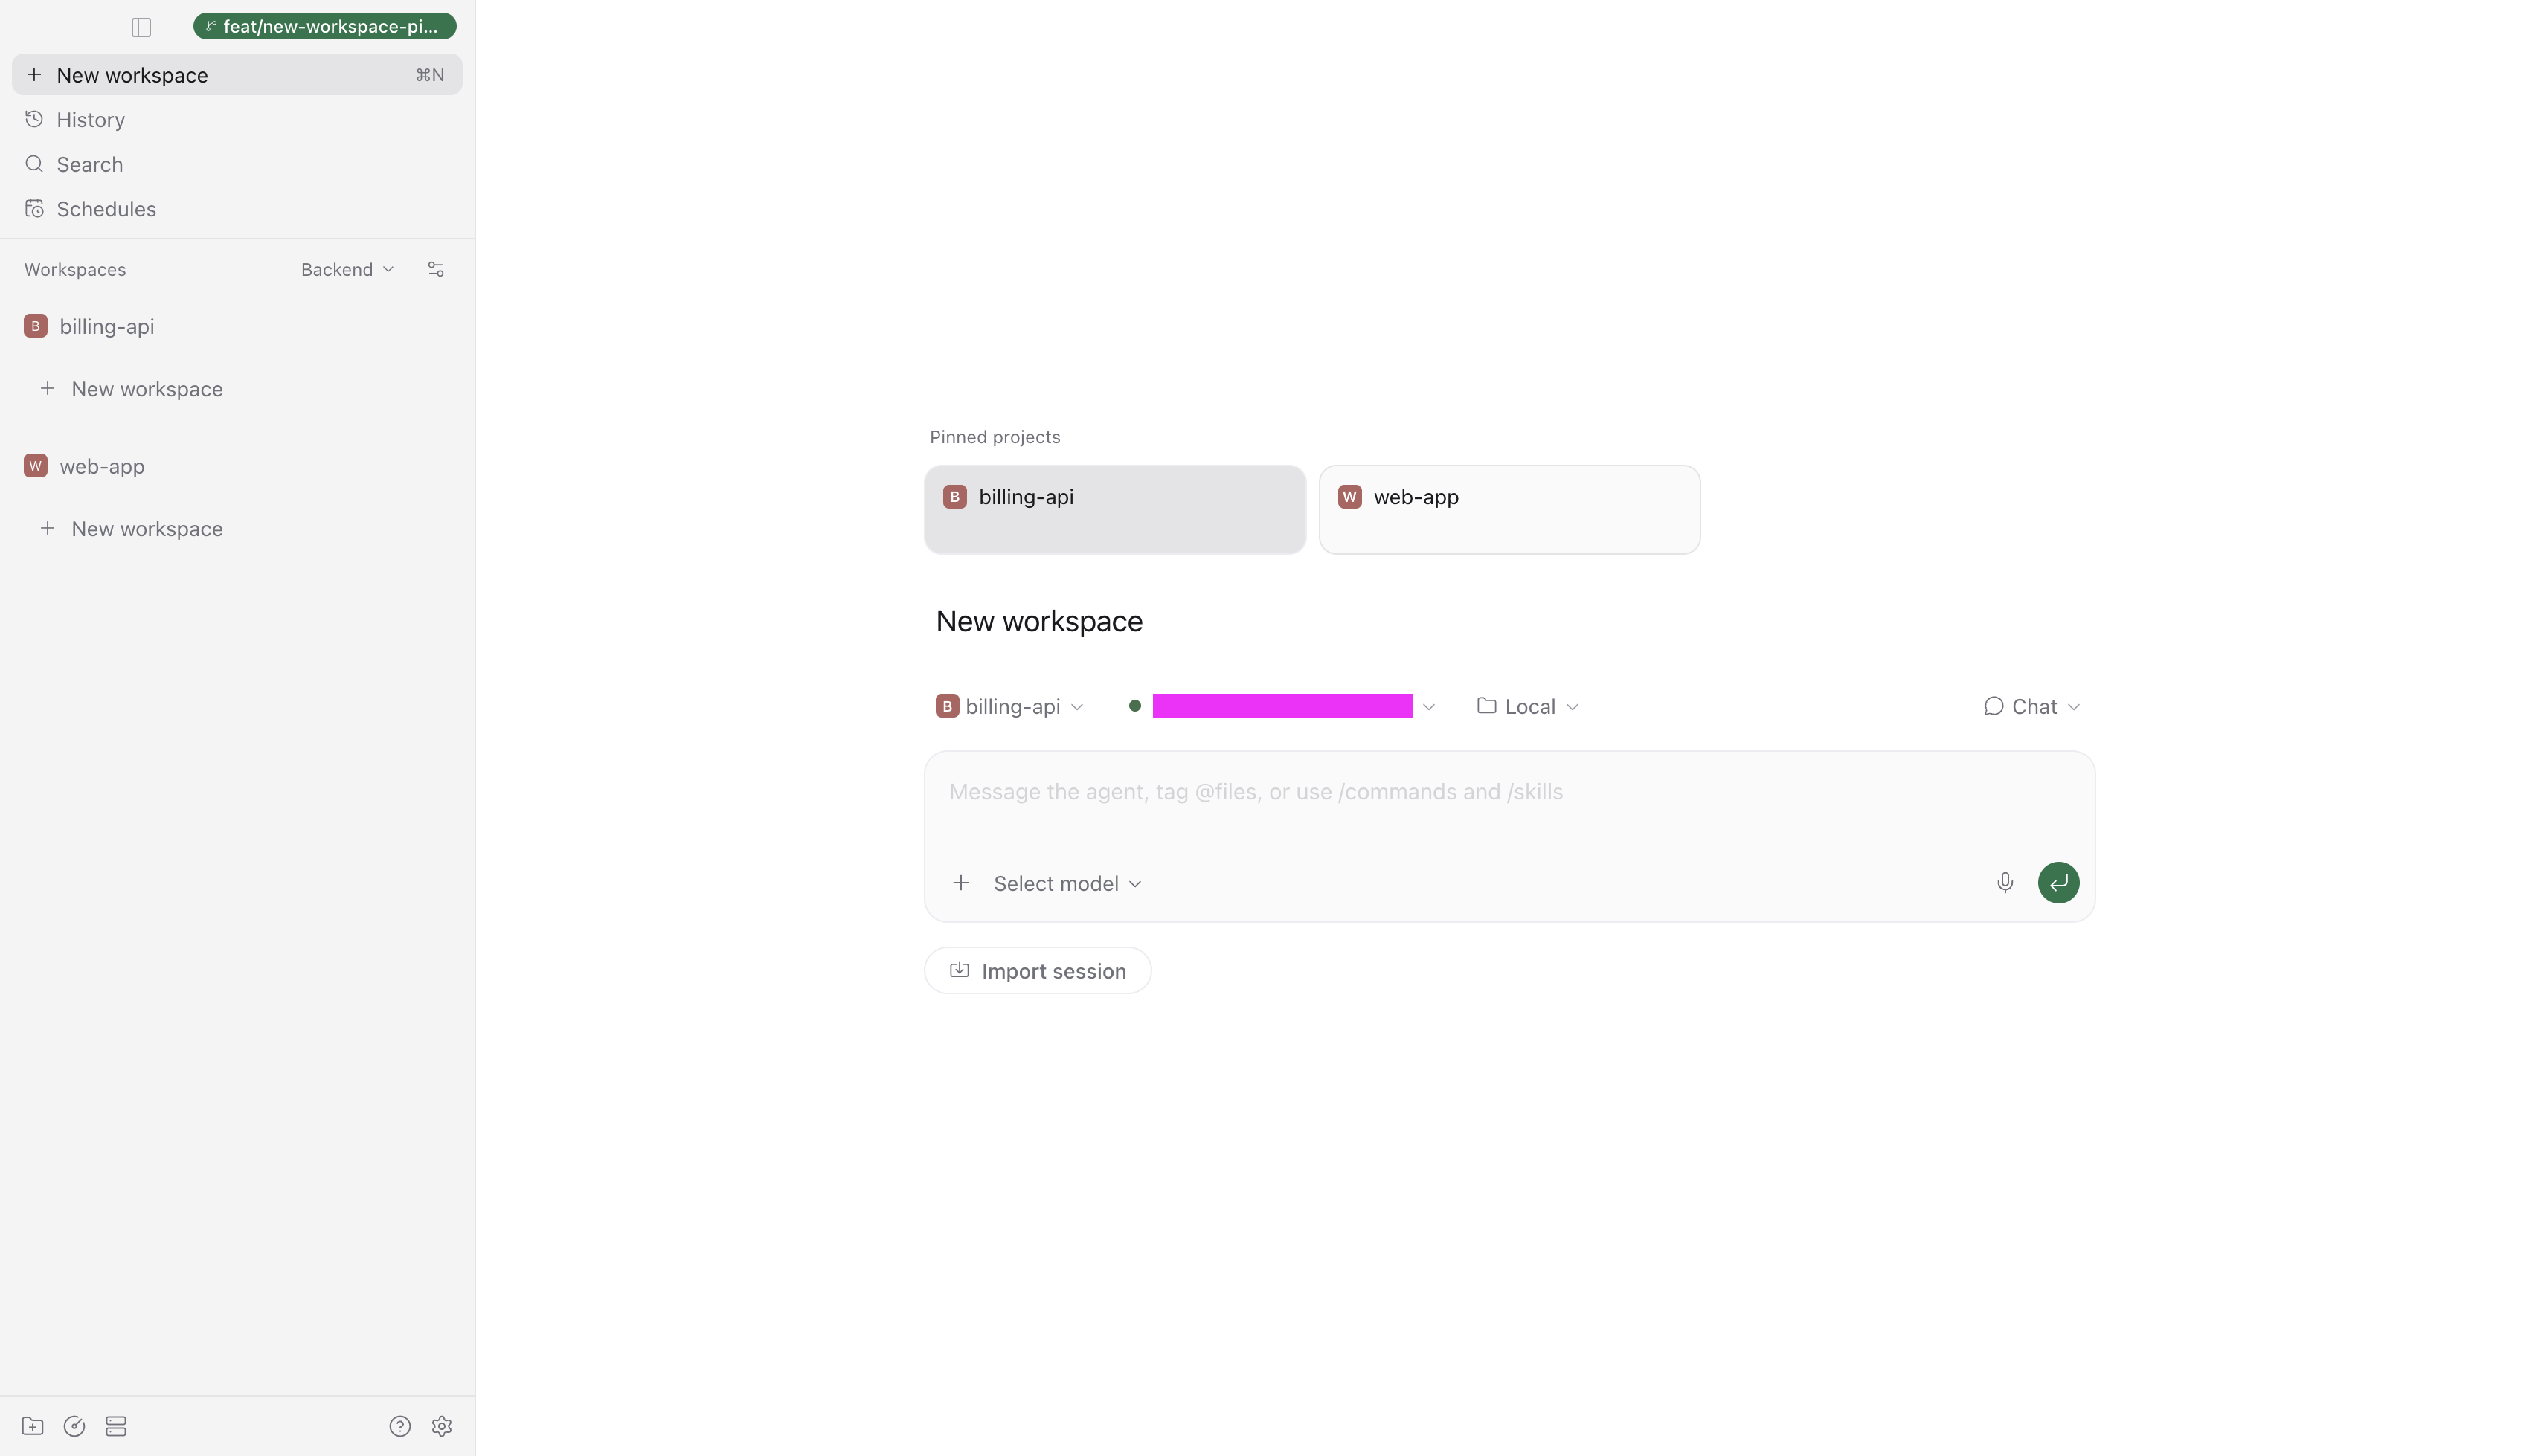 feat/new-workspace-pi...
New workspace ⌘N
History
Search
Schedules
Workspaces Backend
B billing-api
New workspace
W web-app
New workspace
Pinned projects
B billing-api W web-app
New workspace
B billing-api Local Chat
Message the agent, tag @files, or use /commands and /skills
Select model
Import session